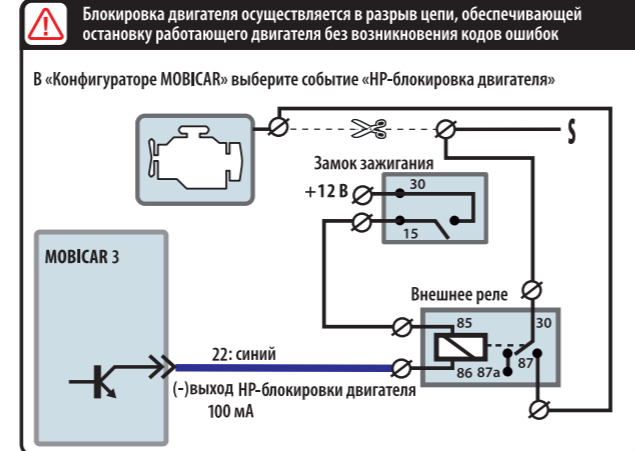 Блокировка двигателя осуществляется в разрыв цепи, обеспечивающей
остановку работающего двигателя без возникновения кодов ошибок
В «Конфигураторе MOBICAR» выберите событие «НР-блокировка двигателя»
Замок зажигания
+12 В
30
15
MOBICAR 3
Внешнее реле
85
30
22: синий
86 87а 87
(-)выход НР-блокировки двигателя
100 мА